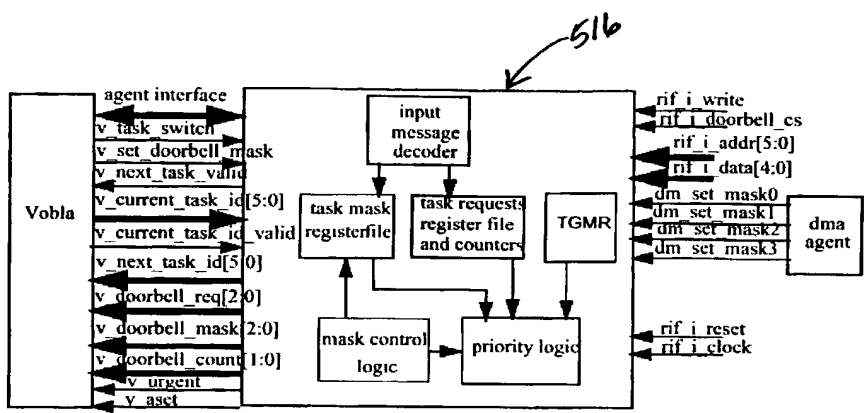 516
agent interface
v_task_switch
v_set_doorbell_mask
v_next_task_valid
v_current_task_id[5:0]
v_current_task_id_valid
v_next_task_id[5:0]
v_doorbell_req[2:0]
v_doorbell_mask[2:0]
v_doorbell_count[1:0]
v_urgent
v_aset
Vobla
input
message
decoder
task mask
registerfile
task requests
register file
and counters
TGMR
mask control
logic
priority logic
rif_i_write
rif_i_doorbell_cs
rif_i_addr[5:0]
rif_i_data[4:0]
dm_set_mask0
dm_set_mask1
dm_set_mask2
dm_set_mask3
dma
agent
rif_i_reset
rif_i_clock